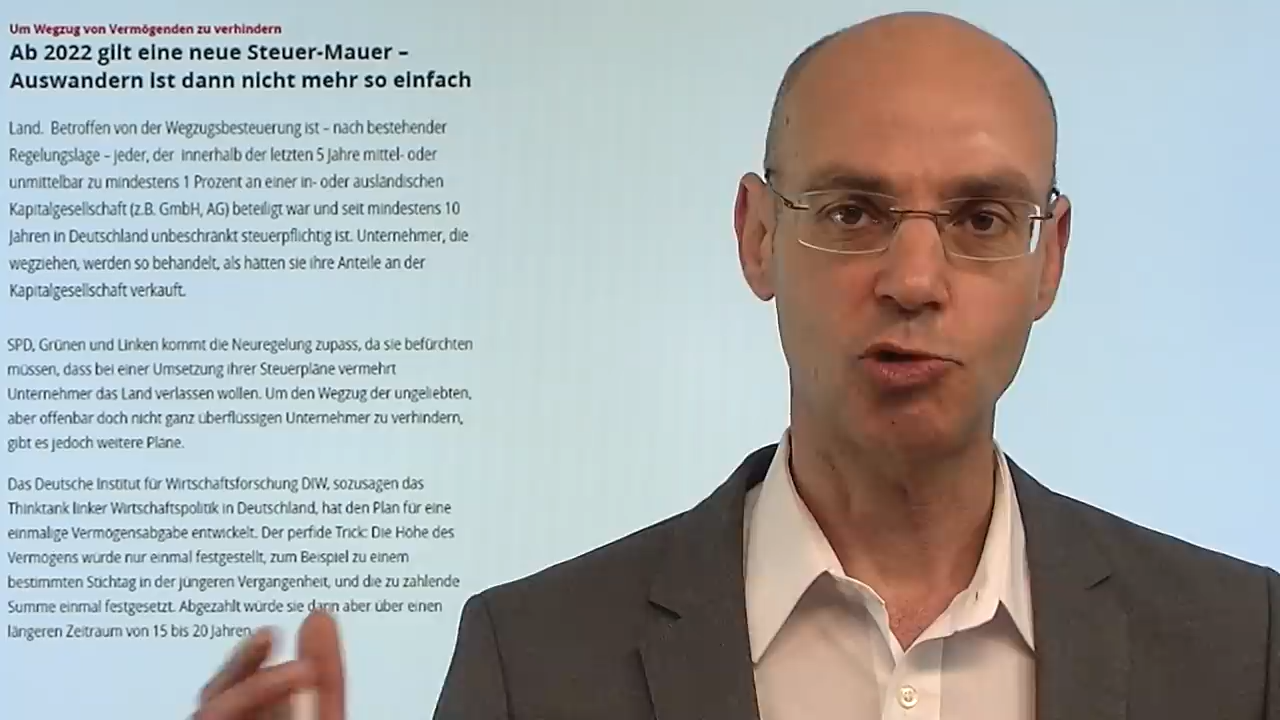 Um Wegzug von Vermögenden zu verhindern
Ab 2022 gilt eine neue Steuer-Mauer –
Auswandern ist dann nicht mehr so einfach
Land. Betroffen von der Wegzugsbesteuerung ist – nach bestehender
Regelungslage – jeder, der innerhalb der letzten 5 Jahre mittel- oder
unmittelbar zu mindestens 1 Prozent an einer in- oder ausländischen
Kapitalgesellschaft (z.B. GmbH, AG) beteiligt war und seit mindestens 10
Jahren in Deutschland unbeschränkt steuerpflichtig ist. Unternehmer, die
wegziehen, werden so behandelt, als hätten sie ihre Anteile an der
Kapitalgesellschaft verkauft.
SPD, Grünen und Linken kommt die Neuregelung zupass, da sie befürchten
müssen, dass bei einer Umsetzung ihrer Steuerpläne vermehrt
Unternehmer das Land verlassen wollen. Um den Wegzug der ungeliebten,
aber offenbar doch nicht ganz überflüssigen Unternehmer zu verhindern,
gibt es jedoch weitere Pläne.
Das Deutsche Institut für Wirtschaftsforschung DIW, sozusagen das
Thinktank linker Wirtschaftspolitik in Deutschland, hat den Plan für eine
einmalige Vermögensabgabe entwickelt. Der perfide Trick: Die Höhe des
Vermögens würde nur einmal festgestellt, zum Beispiel zu einem
bestimmten Stichtag in der jüngeren Vergangenheit, und die zu zahlende
Summe einmal festgesetzt. Abgezahlt würde sie dann aber über einen
längeren Zeitraum von 15 bis 20 Jahren